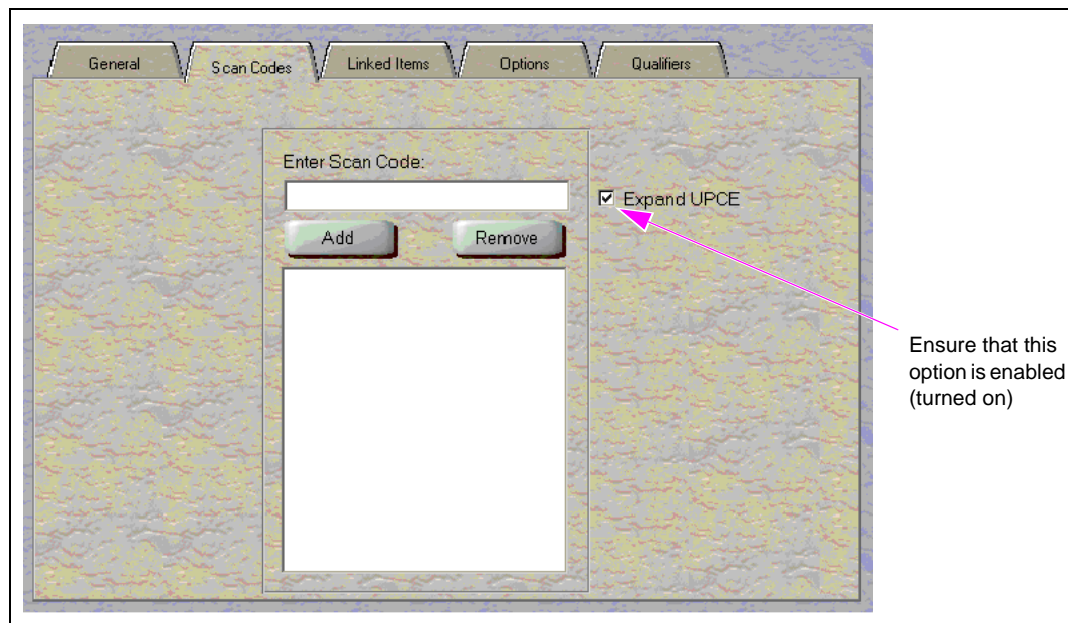 General
Scan Codes
Linked Items
Options
Qualifiers
Enter Scan Code:
Expand UPCE
Add
Remove
Ensure that this
option is enabled
(turned on)